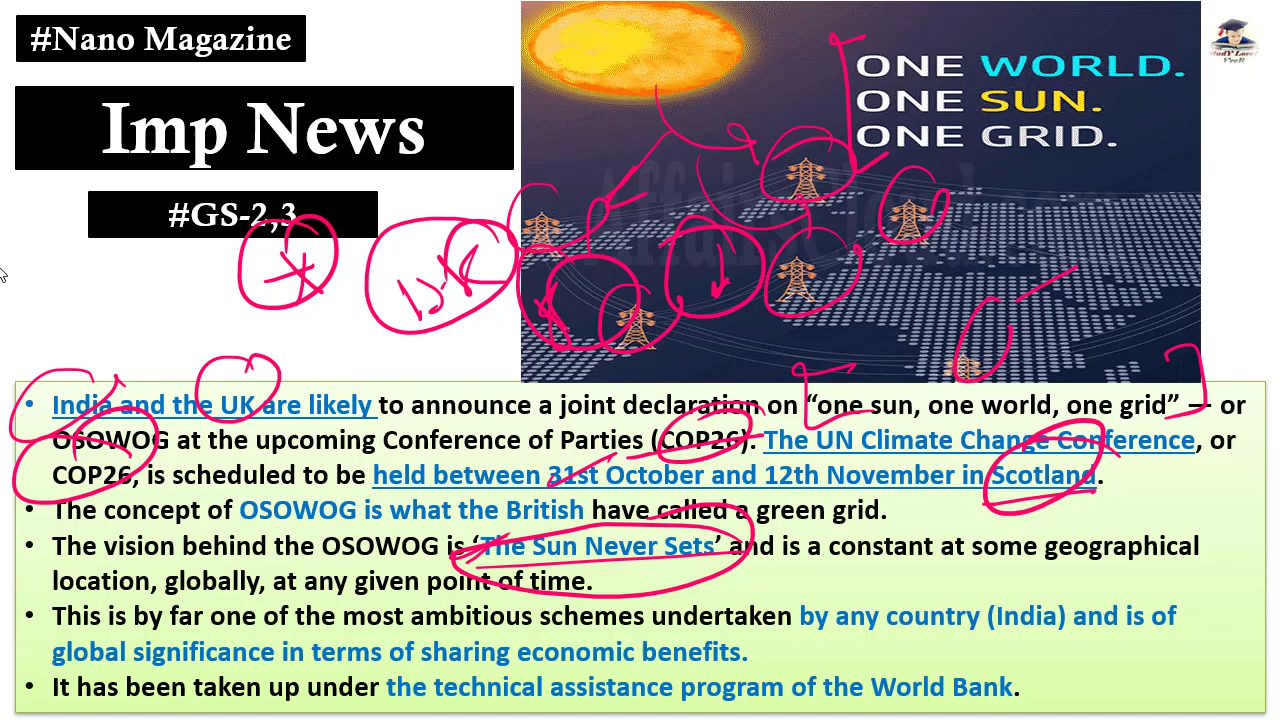 #Nano Magazine
Imp News
#GS-2,3
ONE WORLD.
ONE SUN.
ONE GRID.
StudY LoveR
VeeR
U.K
• India and the UK are likely to announce a joint declaration on “one sun, one world, one grid” — or
OSOWOG at the upcoming Conference of Parties (COP26). The UN Climate Change Conference, or
COP26, is scheduled to be held between 31st October and 12th November in Scotland.
• The concept of OSOWOG is what the British have called a green grid.
• The vision behind the OSOWOG is ‘The Sun Never Sets’ and is a constant at some geographical
location, globally, at any given point of time.
• This is by far one of the most ambitious schemes undertaken by any country (India) and is of
global significance in terms of sharing economic benefits.
• It has been taken up under the technical assistance program of the World Bank.